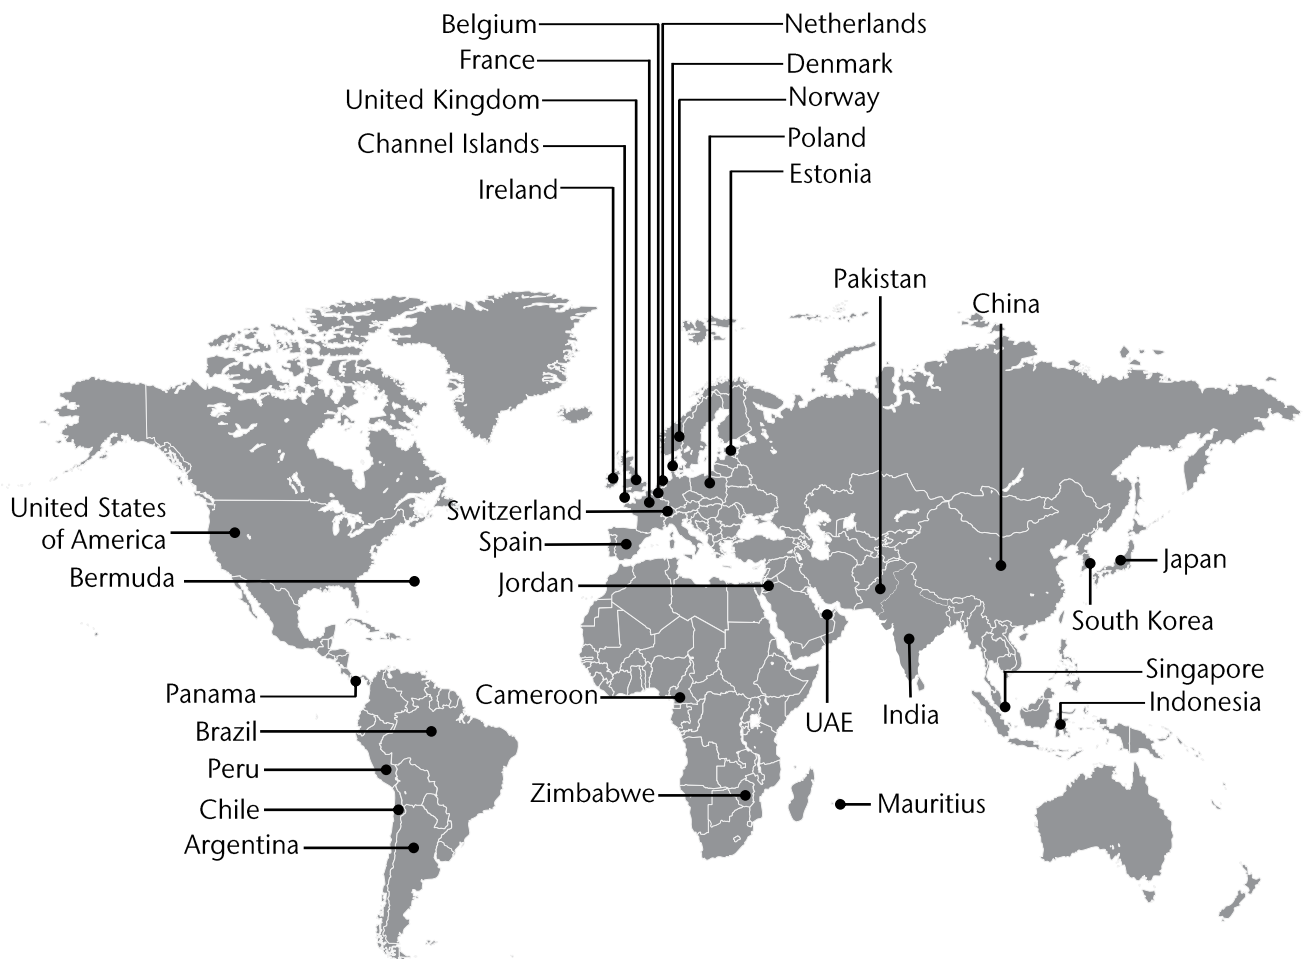 Belgium
Netherlands
France
Denmark
United Kingdom
Norway
Channel Islands
Poland
Ireland
Estonia
Pakistan
China
United States
of America
Switzerland
Spain
Bermuda
Jordan
Japan
South Korea
Singapore
Panama
Cameroon
Indonesia
UAE
India
Brazil
Peru
Zimbabwe
Chile
Mauritius
Argentina